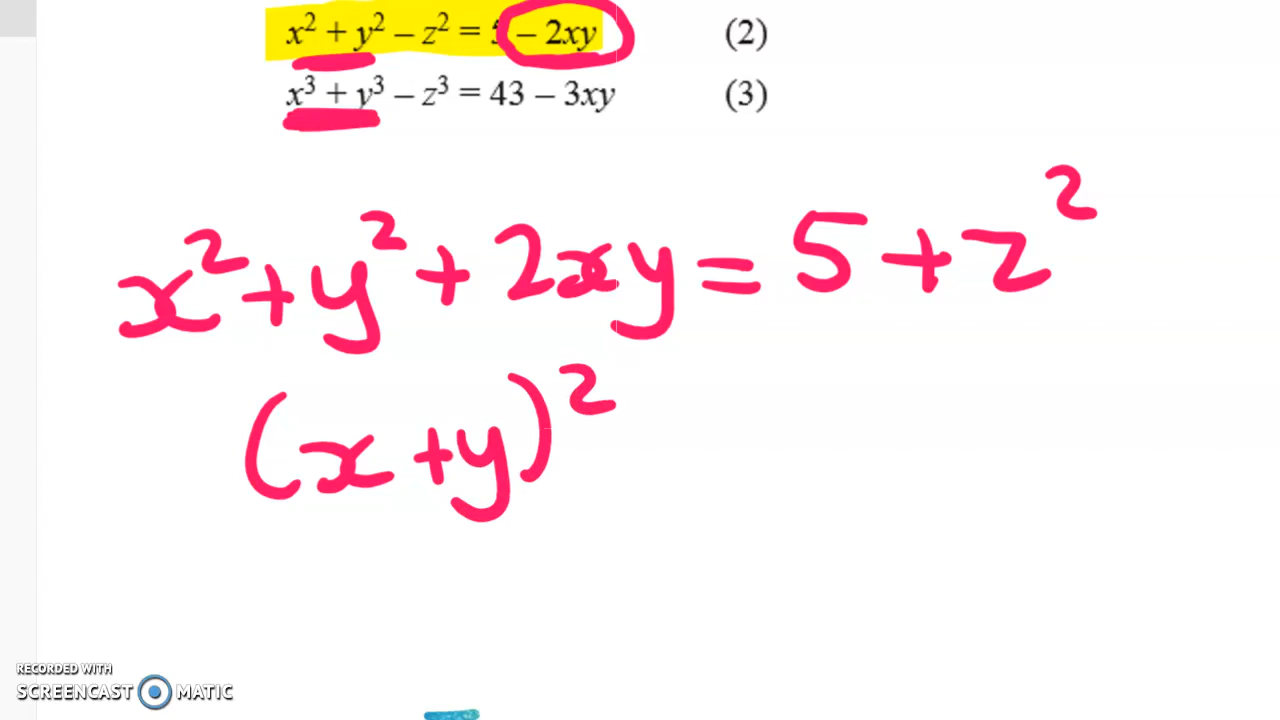 x² + y² – z² = 5 – 2xy (2)
x³ + y³ – z³ = 43 – 3xy (3)
x² + y² + 2xy = 5 + z²
(x + y)²
RECORDED WITH
SCREENCAST MATIC